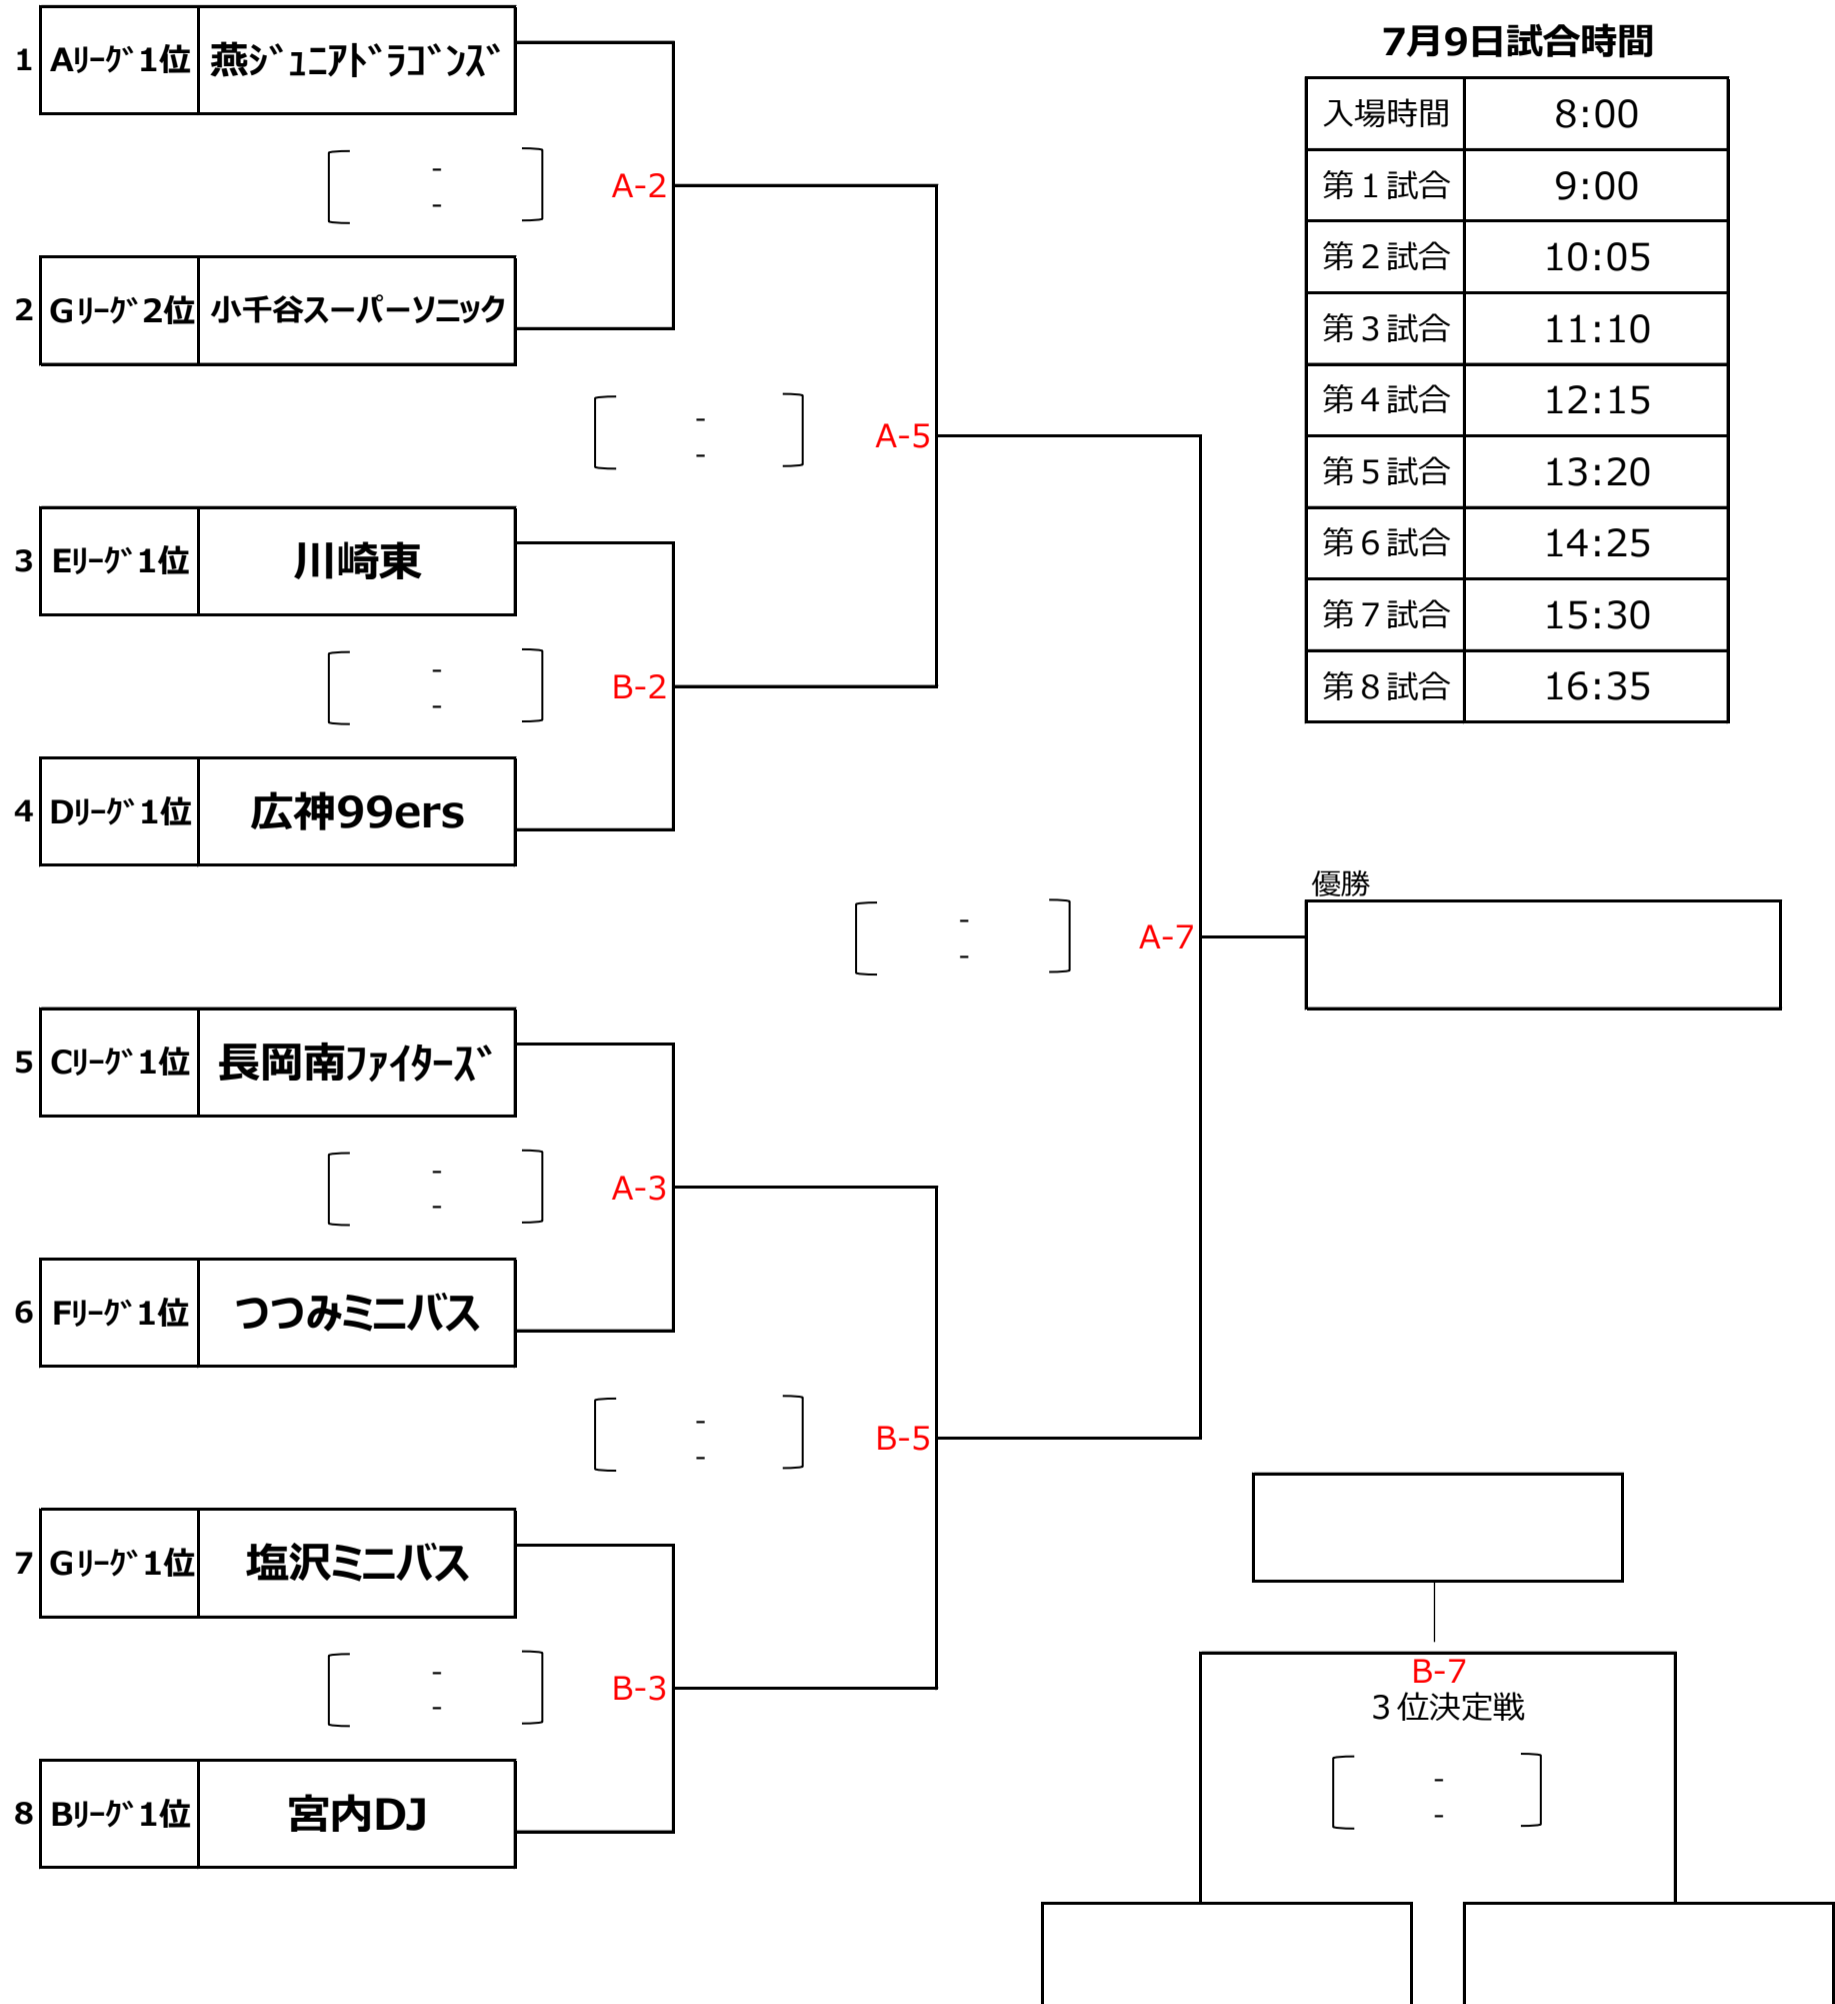 7月9日試合時間
入場時間 8:00
第1試合 9:00
第2試合 10:05
第3試合 11:10
第4試合 12:15
第5試合 13:20
第6試合 14:25
第7試合 15:30
第8試合 16:35
1 Aﾘｰｸﾞ1位 燕ｼﾞｭﾆｱﾄﾞﾗｺﾞﾝｽﾞ
-
A-2
-
2 Gﾘｰｸﾞ2位 小千谷スーパーソニック
-
A-5
-
3 Eﾘｰｸﾞ1位 川崎東
-
B-2
-
4 Dﾘｰｸﾞ1位 広神99ers
優勝
-
A-7
-
5 Cﾘｰｸﾞ1位 長岡南ﾌｧｲﾀｰｽﾞ
-
A-3
-
6 Fﾘｰｸﾞ1位 つつみミニバス
-
B-5
-
7 Gﾘｰｸﾞ1位 塩沢ミニバス
-
B-3
-
8 Bﾘｰｸﾞ1位 宮内DJ
B-7
3位決定戦
-
-